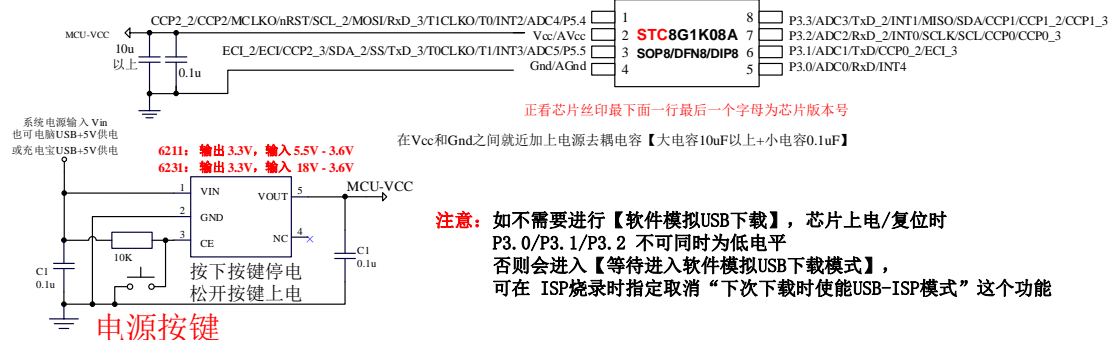 CCP2_2/CCP2/MCLKO/nRST/SCL_2/MOSI/RxD_3/T1CLKO/T0/INT2/ADC4/P5.4
1
8
P3.3/ADC3/TxD_2/INT1/MISO/SDA/CCP1/CCP1_2/CCP1_3
MCU-VCC
Vcc/AVcc
2
STC8G1K08A
7
P3.2/ADC2/RxD_2/INT0/SCLK/SCL/CCP0/CCP0_3
10u
以上
0.1u
ECI_2/ECI/CCP2_3/SDA_2/SS/TxD_3/T0CLKO/T1/INT3/ADC5/P5.5
3
SOP8/DFN8/DIP8
6
P3.1/ADC1/TxD/CCP0_2/ECI_3
Gnd/AGnd
4
5
P3.0/ADC0/RxD/INT4
正看芯片丝印最下面一行最后一个字母为芯片版本号
在Vcc和Gnd之间就近加上电源去耦电容【大电容10uF以上+小电容0.1uF】
系统电源输入 Vin
也可电脑USB+5V供电
或充电宝USB+5V供电
6211：输出 3.3V，输入 5.5V - 3.6V
6231：输出 3.3V，输入 18V - 3.6V
1
VIN
VOUT
5
MCU-VCC
2
GND
3
CE
NC
4
10K
C1
0.1u
C1
0.1u
按下按键停电
松开按键上电
电源按键
注意：如不需要进行【软件模拟USB下载】，芯片上电/复位时
P3.0/P3.1/P3.2 不可同时为低电平
否则会进入【等待进入软件模拟USB下载模式】，
可在 ISP烧录时指定取消“下次下载时使能USB-ISP模式”这个功能